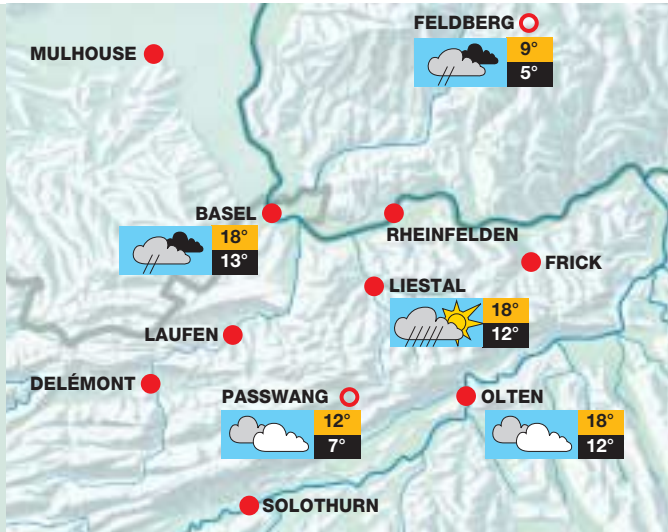 FELDBERG
9°
5°
MULHOUSE
BASEL
18°
13°
RHEINFELDEN
FRICK
LIESTAL
18°
12°
LAUFEN
DELÉMONT
PASSWANG
12°
7°
OLTEN
18°
12°
SOLOTHURN